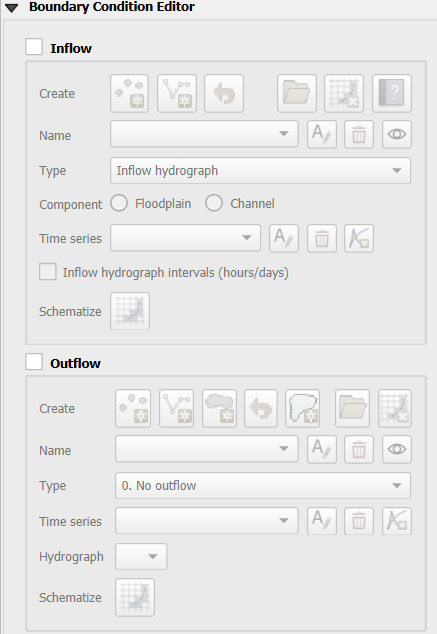 Boundary Condition Editor
Inflow
Create
?
Name
A
Type Inflow hydrograph
Component Floodplain Channel
Time series
A
Inflow hydrograph intervals (hours/days)
Schematize
Outflow
Create
Name
A
Type 0. No outflow
Time series
A
Hydrograph
Schematize